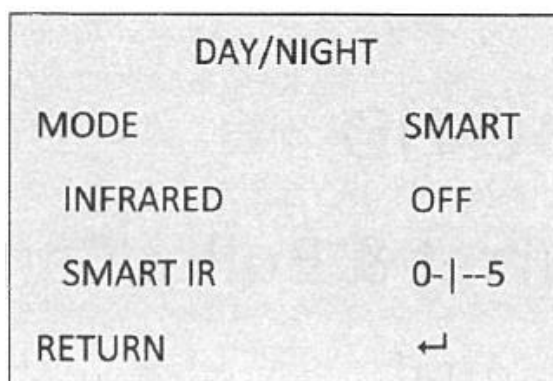 DAY/NIGHT
MODE SMART
INFRARED OFF
SMART IR 0-|--5
RETURN ↵